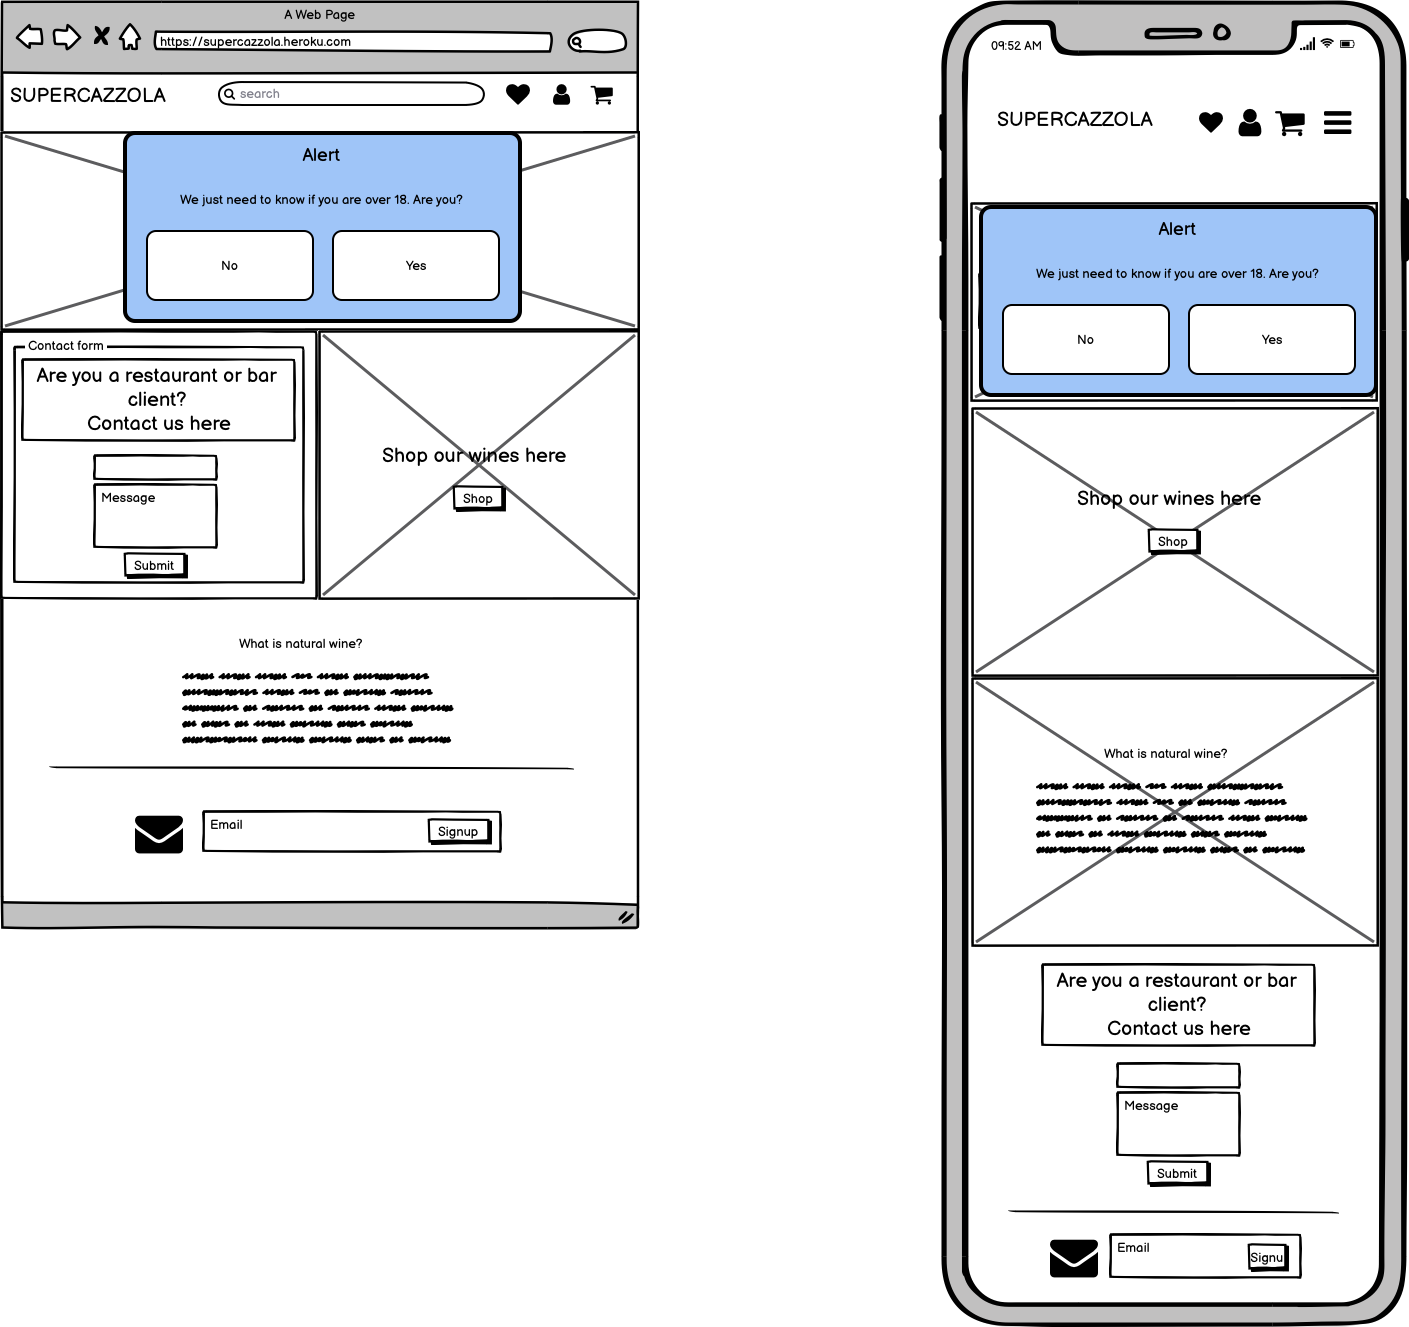 A Web Page
https://supercazzola.heroku.com
SUPERCAZZOLA
search
Alert
We just need to know if you are over 18. Are you?
No
Yes
Contact form
Are you a restaurant or bar
client?
Contact us here
Message
Submit
Shop our wines here
Shop
What is natural wine?
Email
Signup
09:52 AM
SUPERCAZZOLA
Alert
We just need to know if you are over 18. Are you?
No
Yes
Shop our wines here
Shop
What is natural wine?
Are you a restaurant or bar
client?
Contact us here
Message
Submit
Email
Signu